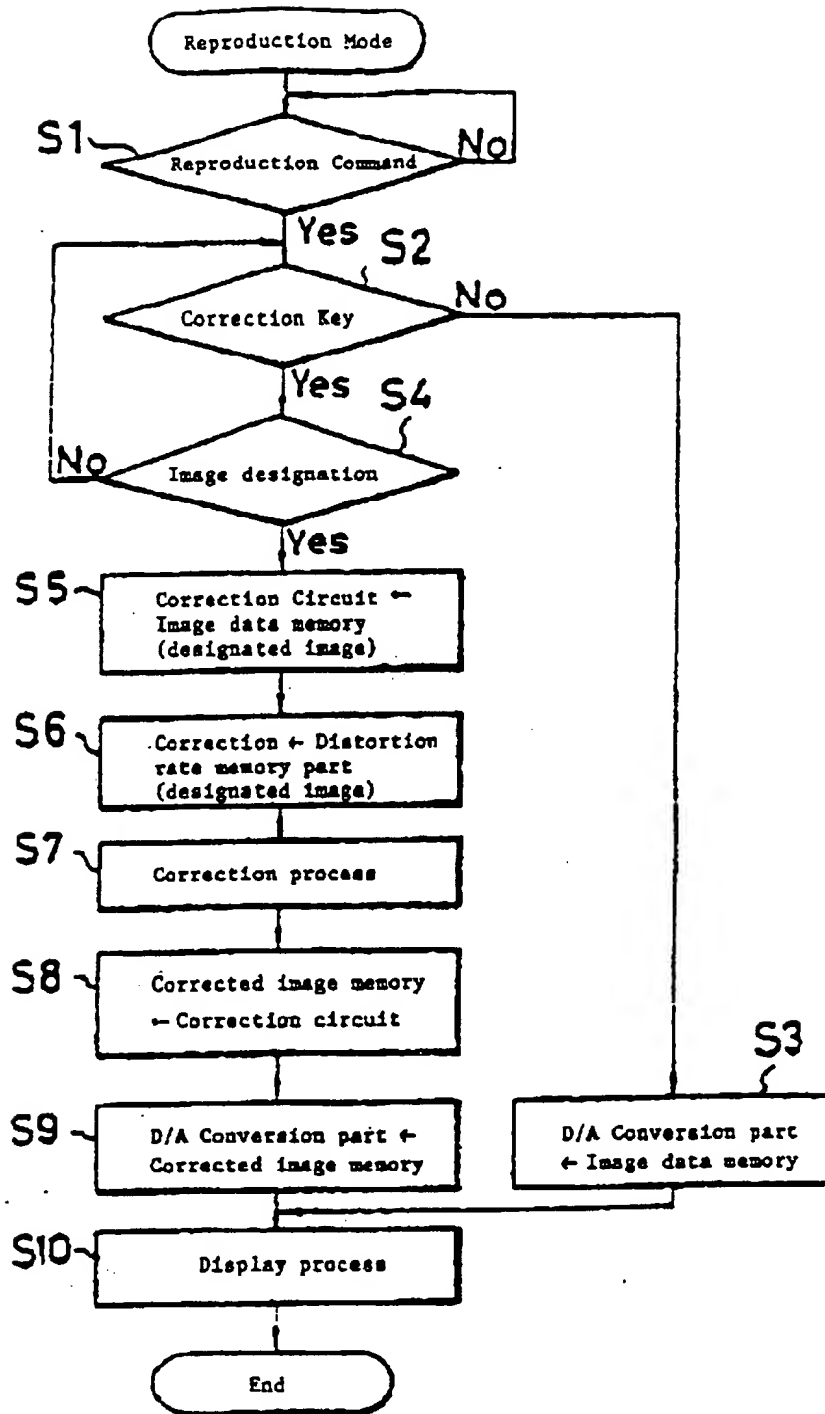 Reproduction Mode
S1
Reproduction Command
No
Yes
S2
Correction Key
No
Yes
S4
Image designation
No
Yes
S5
Correction Circuit ←
Image data memory
(designated image)
S6
Correction ← Distortion
rate memory part
(designated image)
S7
Correction process
S8
Corrected image memory
← Correction circuit
S3
S9
D/A Conversion part ←
Corrected image memory
D/A Conversion part
← Image data memory
S10
Display process
End